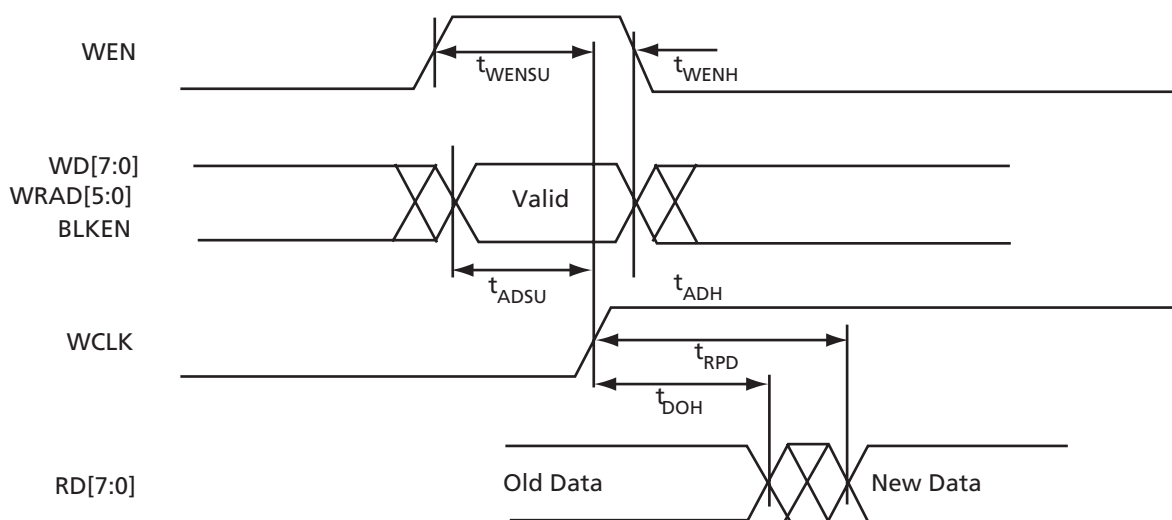 WEN
tWENSU
tWENH
WD[7:0]
WRAD[5:0]
BLKEN
Valid
tADSU
tADH
WCLK
tRPD
tDOH
RD[7:0]
Old Data
New Data